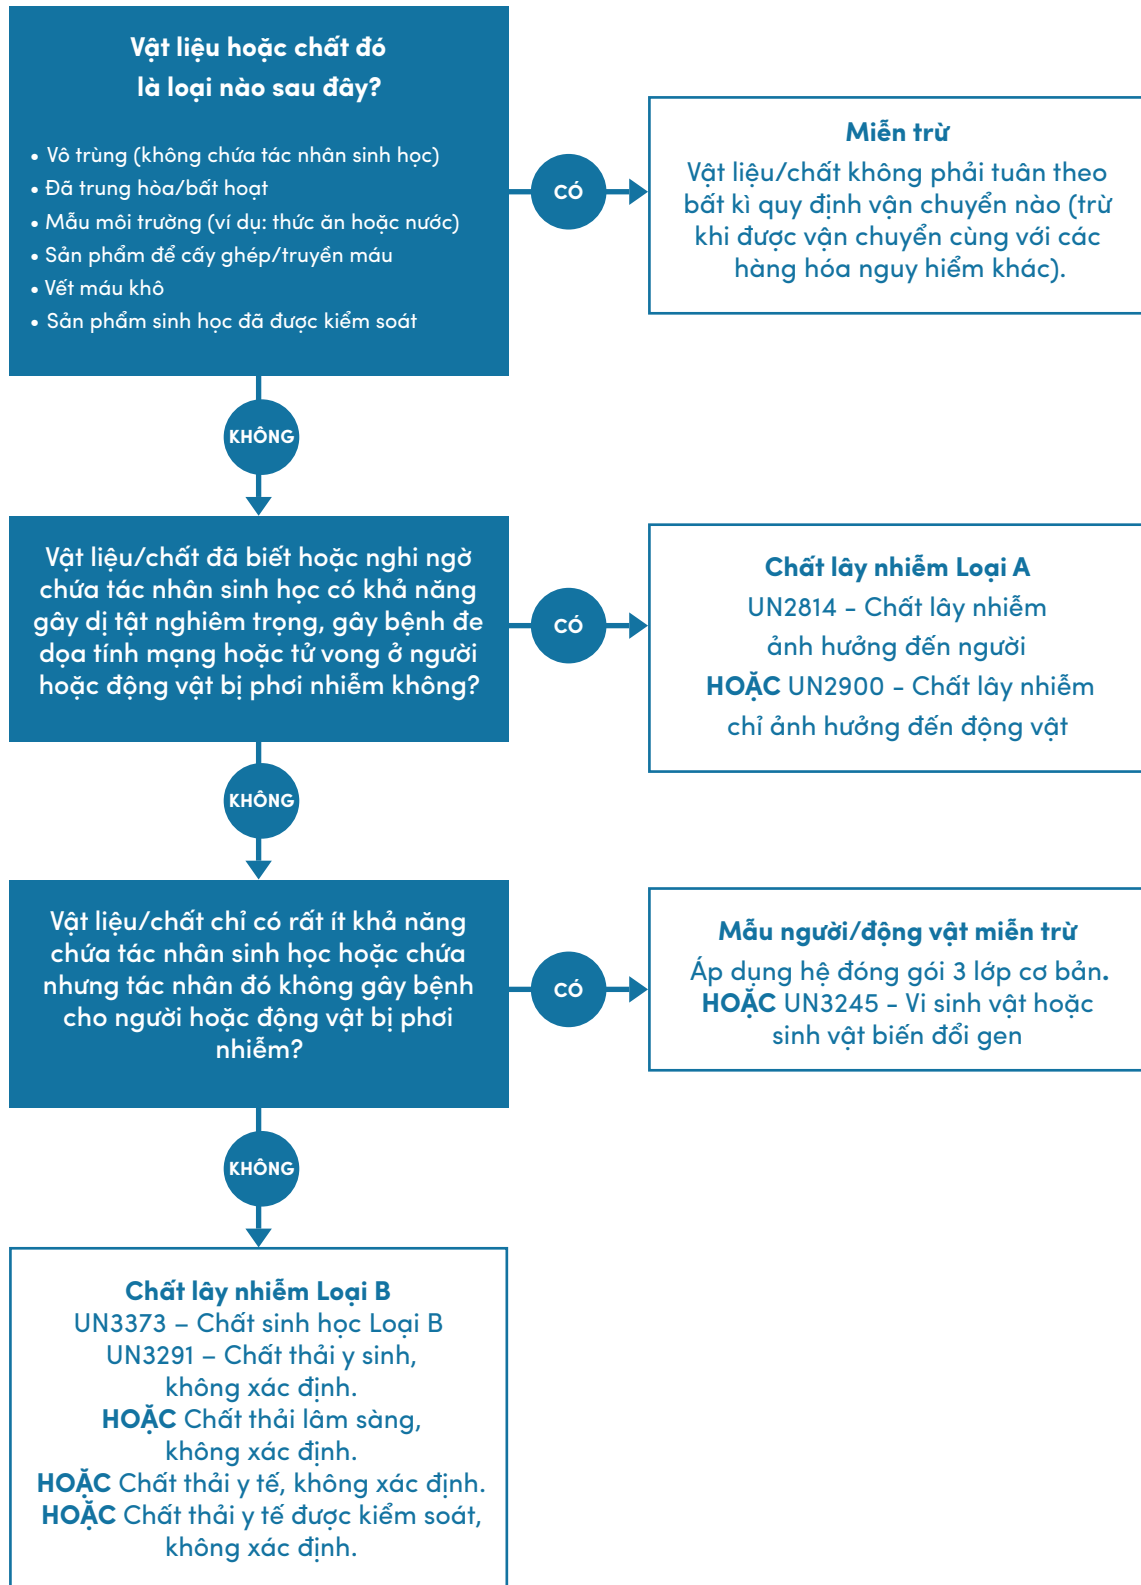 Vật liệu hoặc chất đó
là loại nào sau đây?
• Vô trùng (không chứa tác nhân sinh học)
• Đã trung hòa/bất hoạt
• Mẫu môi trường (ví dụ: thức ăn hoặc nước)
• Sản phẩm để cấy ghép/truyền máu
• Vết máu khô
• Sản phẩm sinh học đã được kiểm soát
CÓ
Miễn trừ
Vật liệu/chất không phải tuân theo
bất kì quy định vận chuyển nào (trừ
khi được vận chuyển cùng với các
hàng hóa nguy hiểm khác).
KHÔNG
Vật liệu/chất đã biết hoặc nghi ngờ
chứa tác nhân sinh học có khả năng
gây dị tật nghiêm trọng, gây bệnh đe
dọa tính mạng hoặc tử vong ở người
hoặc động vật bị phơi nhiễm không?
CÓ
Chất lây nhiễm Loại A
UN2814 - Chất lây nhiễm
ảnh hưởng đến người
HOẶC UN2900 - Chất lây nhiễm
chỉ ảnh hưởng đến động vật
KHÔNG
Vật liệu/chất chỉ có rất ít khả năng
chứa tác nhân sinh học hoặc chứa
nhưng tác nhân đó không gây bệnh
cho người hoặc động vật bị phơi
nhiễm?
CÓ
Mẫu người/động vật miễn trừ
Áp dụng hệ đóng gói 3 lớp cơ bản.
HOẶC UN3245 - Vi sinh vật hoặc
sinh vật biến đổi gen
KHÔNG
Chất lây nhiễm Loại B
UN3373 – Chất sinh học Loại B
UN3291 – Chất thải y sinh,
không xác định.
HOẶC Chất thải lâm sàng,
không xác định.
HOẶC Chất thải y tế, không xác định.
HOẶC Chất thải y tế được kiểm soát,
không xác định.